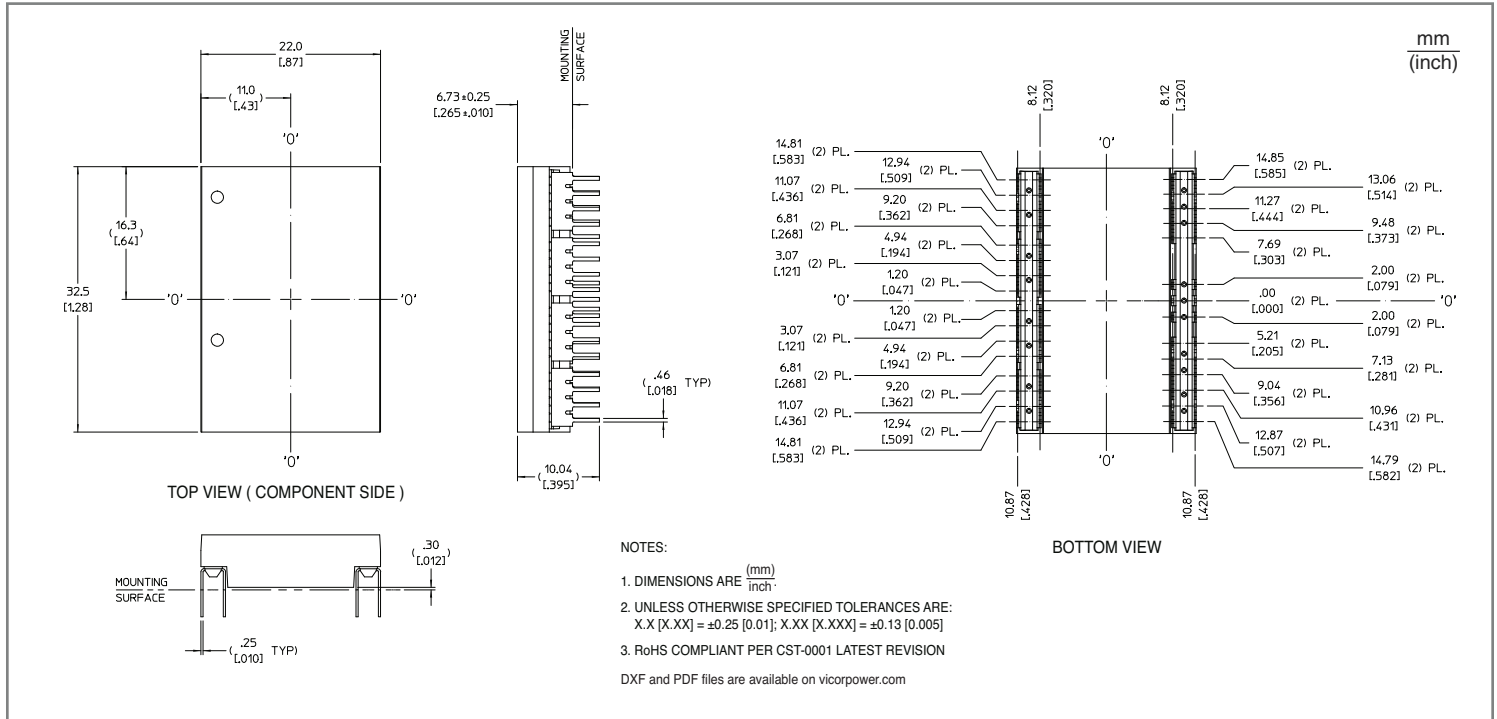 mm
(inch)
22.0
[.87]
( 11.0 )
[.43]
'0'
( 16.3 )
[.64]
32.5
[1.28]
'0'
'0'
'0'
TOP VIEW ( COMPONENT SIDE )
MOUNTING
SURFACE
6.73±0.25
[.265±.010]
( .46 TYP)
[.018]
( 10.04 )
[.395]
8.12
[.320]
8.12
[.320]
'0'
14.81 (2) PL.
[.583]
12.94 (2) PL.
[.509]
11.07 (2) PL.
[.436]
9.20 (2) PL.
[.362]
6.81 (2) PL.
[.268]
4.94 (2) PL.
[.194]
3.07 (2) PL.
[.121]
1.20 (2) PL.
[.047]
'0'
1.20 (2) PL.
[.047]
3.07 (2) PL.
[.121]
4.94 (2) PL.
[.194]
6.81 (2) PL.
[.268]
9.20 (2) PL.
[.362]
11.07 (2) PL.
[.436]
12.94 (2) PL.
[.509]
14.81 (2) PL.
[.583]
14.85 (2) PL.
[.585]
13.06 (2) PL.
[.514]
11.27 (2) PL.
[.444]
9.48 (2) PL.
[.373]
7.69 (2) PL.
[.303]
2.00 (2) PL.
[.079]
.00 (2) PL.
[.000]
'0'
2.00 (2) PL.
[.079]
5.21 (2) PL.
[.205]
7.13 (2) PL.
[.281]
9.04 (2) PL.
[.356]
10.96 (2) PL.
[.431]
12.87 (2) PL.
[.507]
14.79 (2) PL.
[.582]
'0'
10.87
[.428]
10.87
[.428]
BOTTOM VIEW
( .30 )
[.012]
MOUNTING
SURFACE
( .25 TYP)
[.010]
NOTES:
1. DIMENSIONS ARE (mm)
inch.
2. UNLESS OTHERWISE SPECIFIED TOLERANCES ARE:
X.X [X.XX] = ±0.25 [0.01]; X.XX [X.XXX] = ±0.13 [0.005]
3. RoHS COMPLIANT PER CST-0001 LATEST REVISION
DXF and PDF files are available on vicorpower.com